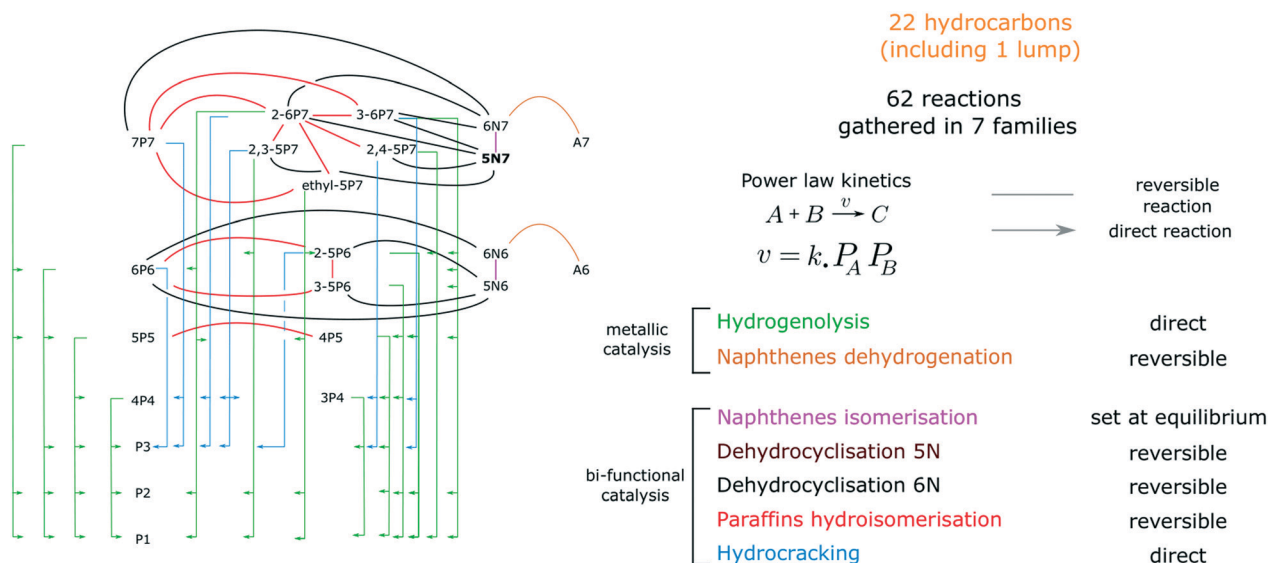 2-6P7
3-6P7
6N7
7P7
A7
2,3-5P7
2,4-5P7
5N7
ethyl-5P7
2-5P6
6N6
6P6
A6
3-5P6
5N6
5P5
4P5
4P4
3P4
P3
P2
P1
22 hydrocarbons
(including 1 lump)
62 reactions
gathered in 7 families
Power law kinetics
A + B v→ C
v = k. P_A P_B
reversible
reaction
direct reaction
metallic
catalysis
Hydrogenolysis direct
Naphthenes dehydrogenation reversible
bi-functional
catalysis
Naphthenes isomerisation set at equilibrium
Dehydrocyclisation 5N reversible
Dehydrocyclisation 6N reversible
Paraffins hydroisomerisation reversible
Hydrocracking direct